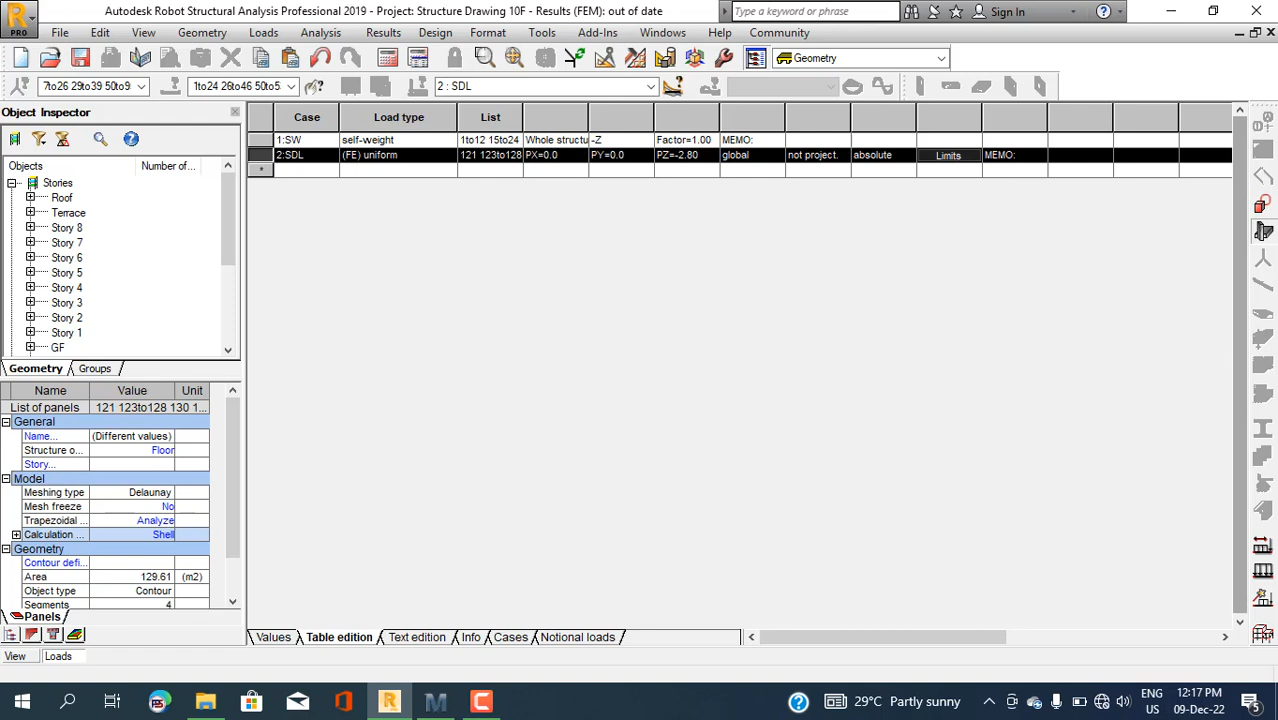 Autodesk Robot Structural Analysis Professional 2019 - Project: Structure Drawing 10F - Results (FEM): out of date
Type a keyword or phrase
Sign In
PRO
File Edit View Geometry Loads Analysis Results Design Format Tools Add-Ins Windows Help Community
Geometry
7to26 29to39 50to9 1to24 26to46 50to5 2 : SDL
Object Inspector
Objects Number of...
Stories
Roof
Terrace
Story 8
Story 7
Story 6
Story 5
Story 4
Story 3
Story 2
Story 1
GF
Geometry Groups
Name Value Unit
List of panels 121 123to128 130 1...
General
Name... (Different values)
Structure o... Floor
Story...
Model
Meshing type Delaunay
Mesh freeze No
Trapezoidal ... Analyze
Calculation ... Shell
Geometry
Contour defi...
Area 129.61 (m2)
Object type Contour
Segments 4
Panels
View Loads
Case Load type List
1:SW self-weight 1to12 15to24 Whole structu -Z Factor=1.00 MEMO:
2:SDL (FE) uniform 121 123to128 PX=0.0 PY=0.0 PZ=-2.80 global not project. absolute Limits MEMO:
*
Values Table edition Text edition Info Cases Notional loads
29°C Partly sunny
ENG
US
12:17 PM
09-Dec-22
5